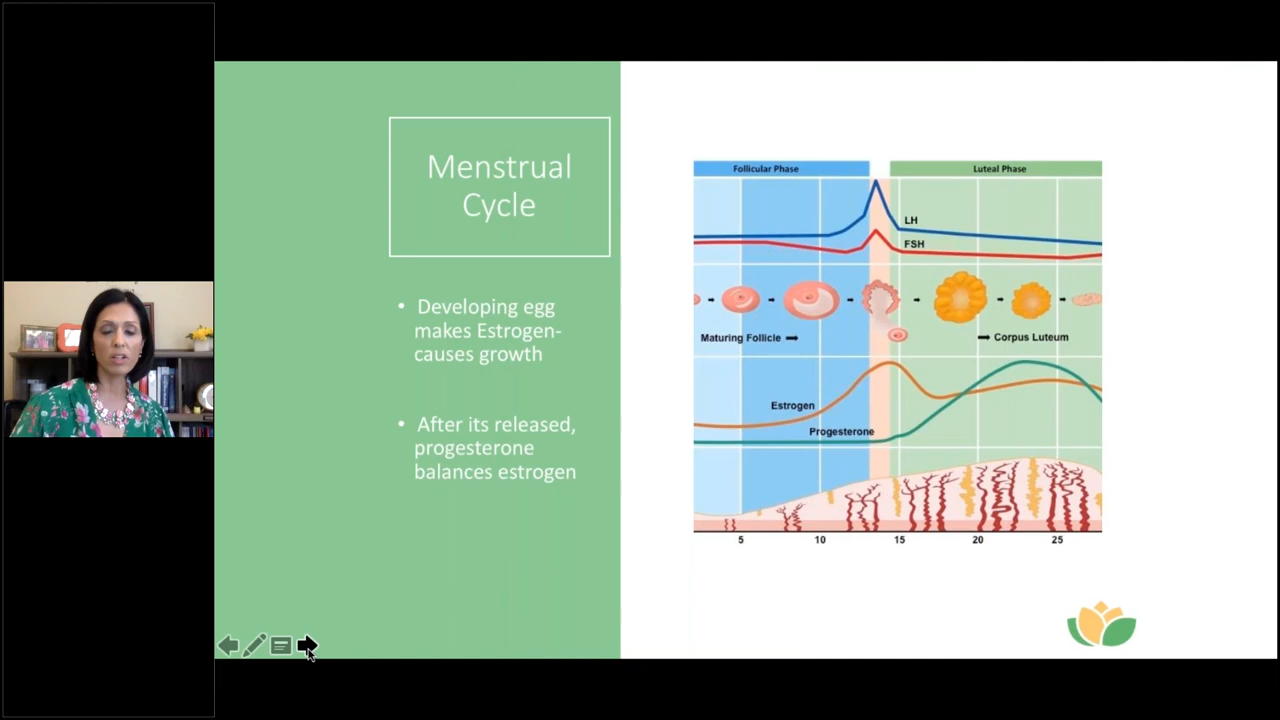 Menstrual
Cycle
• Developing egg
makes Estrogen-
causes growth
• After its released,
progesterone
balances estrogen
Follicular Phase
Luteal Phase
LH
FSH
Maturing Follicle
Corpus Luteum
Estrogen
Progesterone
5 10 15 20 25